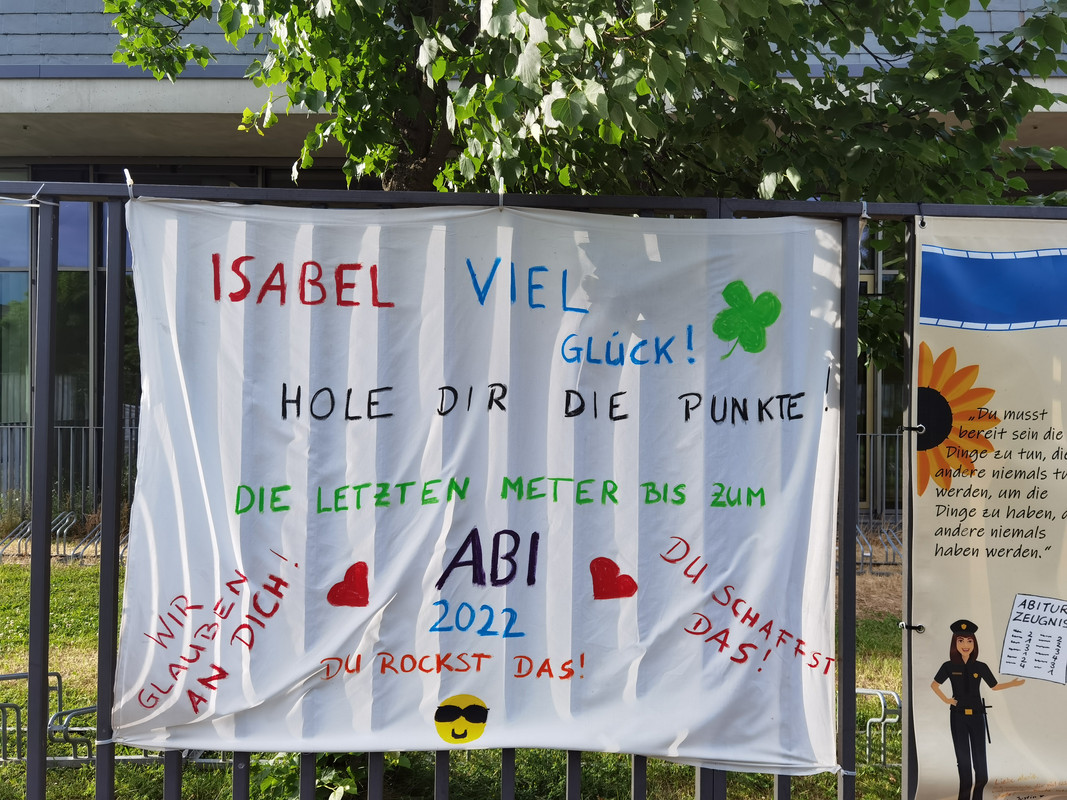 ISABEL VIEL
GLÜCK!
HOLE DIR DIE PUNKTE!
DIE LETZTEN METER BIS ZUM
ABI
2022
DU ROCKST DAS!
WIR
GLAUBEN
AN DICH!
DU SCHAFFST
DAS!
„Du musst
bereit sein die
Dinge zu tun, die
andere niemals
werden, um die
Dinge zu haben,
andere niemals
haben werden.“
ABITUR
ZEUGNIS